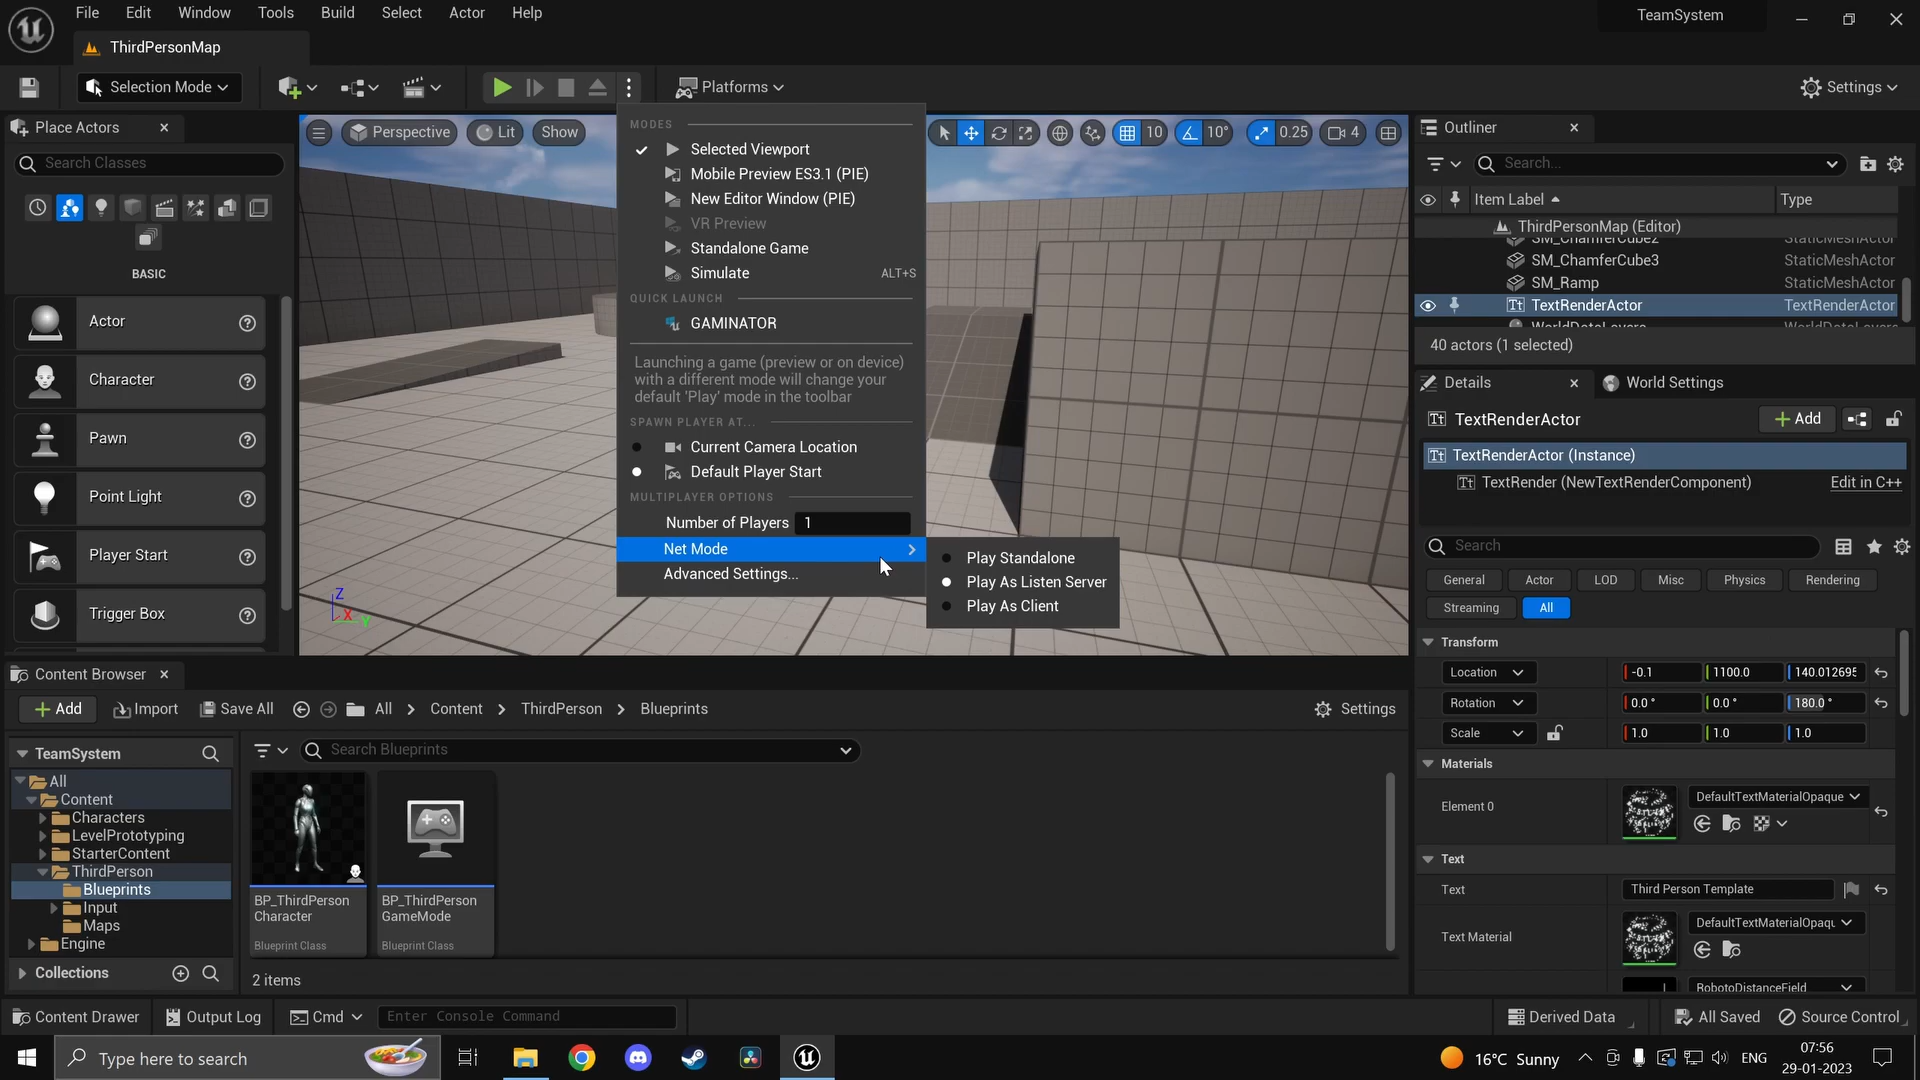 File Edit Window Tools Build Select Actor Help
TeamSystem
ThirdPersonMap
Selection Mode
Platforms
Settings
Place Actors
Search Classes
BASIC
Actor
Character
Pawn
Point Light
Player Start
Trigger Box
Perspective
Lit
Show
10
10°
0.25
4
MODES
Selected Viewport
Mobile Preview ES3.1 (PIE)
New Editor Window (PIE)
VR Preview
Standalone Game
Simulate ALT+S
QUICK LAUNCH
GAMINATOR
Launching a game (preview or on device)
with a different mode will change your
default 'Play' mode in the toolbar
SPAWN PLAYER AT...
Current Camera Location
Default Player Start
MULTIPLAYER OPTIONS
Number of Players 1
Net Mode
Advanced Settings...
Play Standalone
Play As Listen Server
Play As Client
Z
X
Y
Outliner
Search...
Item Label Type
ThirdPersonMap (Editor)
SM_ChamferCube2 StaticMeshActor
SM_ChamferCube3 StaticMeshActor
SM_Ramp StaticMeshActor
TextRenderActor TextRenderActor
WorldDataLayers WorldDataLayers
40 actors (1 selected)
Details
World Settings
TextRenderActor
Add
TextRenderActor (Instance)
TextRender (NewTextRenderComponent) Edit in C++
Search
General Actor LOD Misc Physics Rendering
Streaming All
Transform
Location -0.1 1100.0 140.012695
Rotation 0.0 ° 0.0 ° 180.0 °
Scale 1.0 1.0 1.0
Materials
Element 0
DefaultTextMaterialOpaque
Text
Text Third Person Template
Text Material
DefaultTextMaterialOpaqu
RobotoDistanceField
Content Browser
Add Import Save All All Content ThirdPerson Blueprints
Settings
TeamSystem
Search Blueprints
All
Content
Characters
LevelPrototyping
StarterContent
ThirdPerson
Blueprints
Input
Maps
Engine
Collections
BP_ThirdPerson
Character
Blueprint Class
BP_ThirdPerson
GameMode
Blueprint Class
2 items
Content Drawer
Output Log
Cmd
Enter Console Command
Derived Data
All Saved
Source Control
Type here to search
16°C Sunny
ENG
07:56
29-01-2023